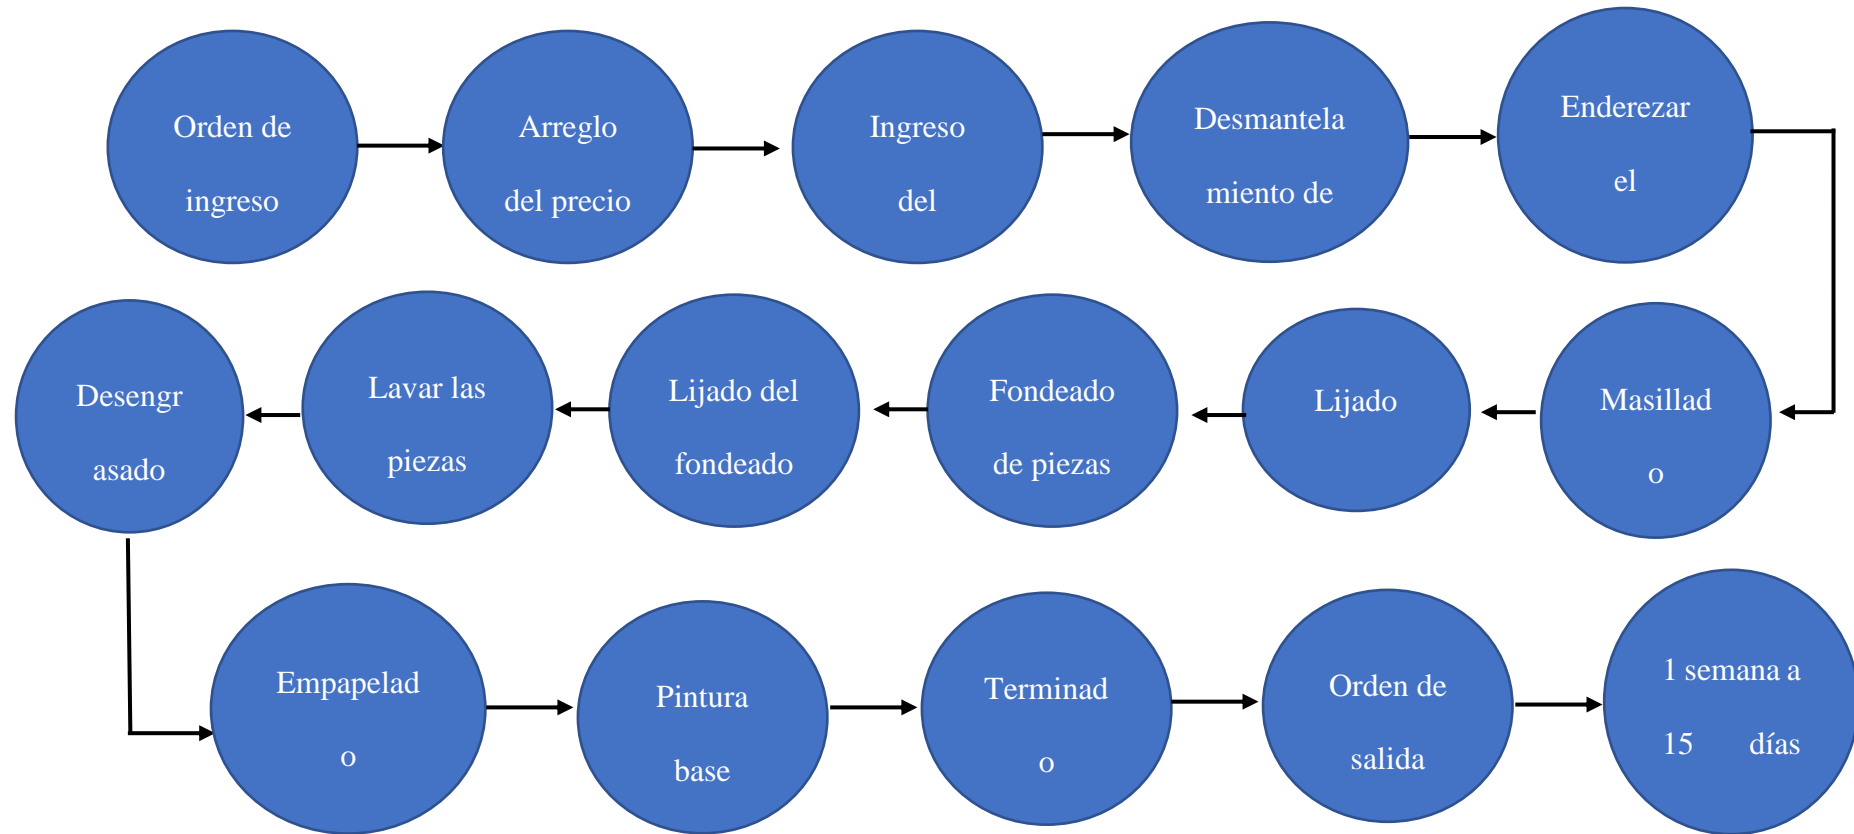 Orden de
ingreso
Arreglo
del precio
Ingreso
del
Desmantela
miento de
Enderezar
el
Masillad
o
Lijado
Fondeado
de piezas
Lijado del
fondeado
Lavar las
piezas
Desengr
asado
Empapelad
o
Pintura
base
Terminad
o
Orden de
salida
1 semana a
15 días